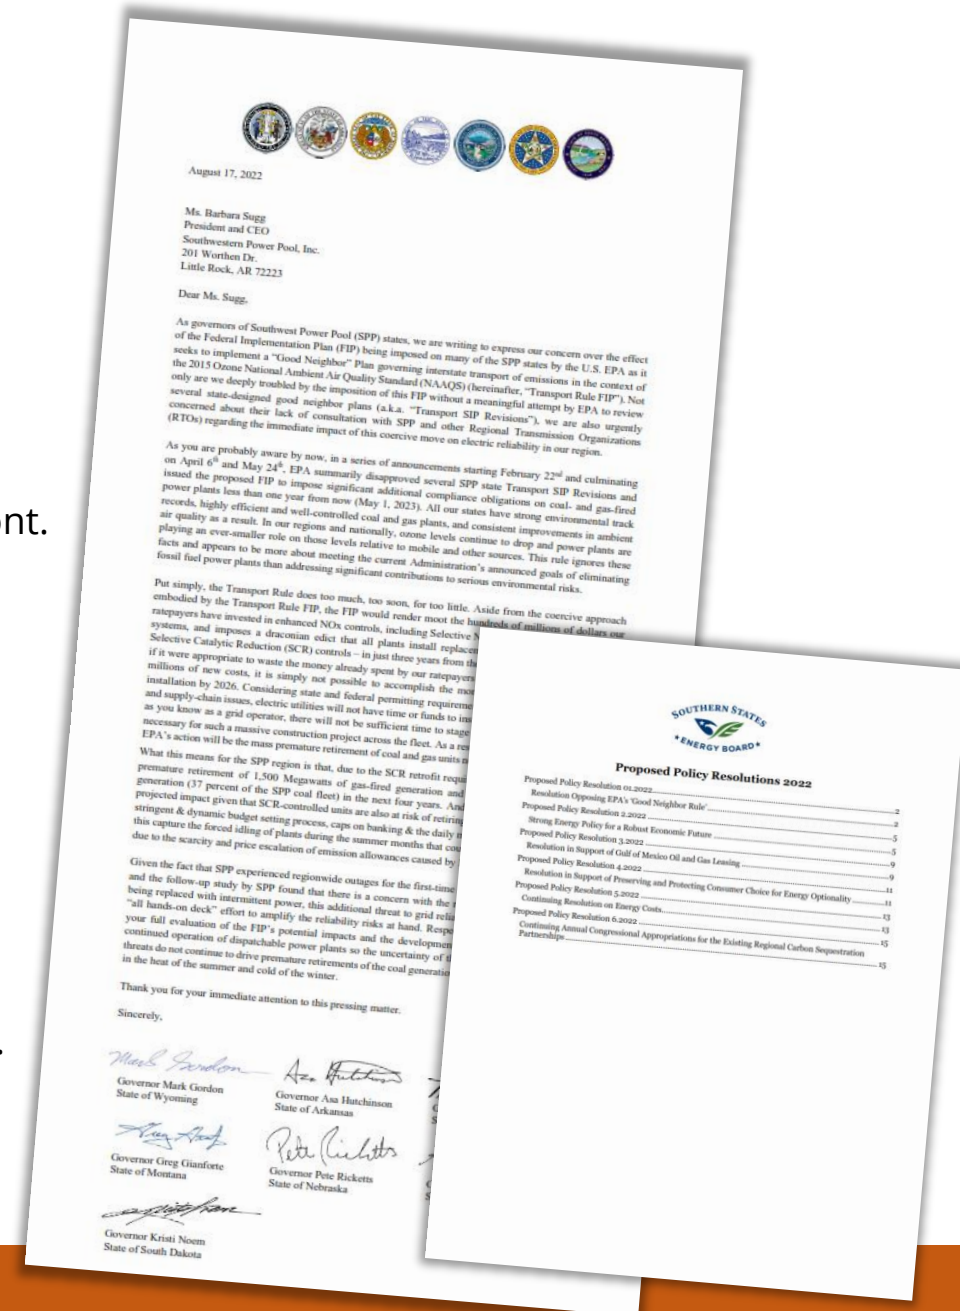 August 17, 2022
Ms. Barbara Sugg
President and CEO
Southwestern Power Pool, Inc.
201 Worthen Dr.
Little Rock, AR 72223
Dear Ms. Sugg,
As governors of Southwest Power Pool (SPP) states, we are writing to express our concern over the effect
of the Federal Implementation Plan (FIP) being imposed on many of the SPP states by the U.S. EPA as it
seeks to implement a “Good Neighbor” Plan governing interstate transport of emissions in the context of
the 2015 Ozone National Ambient Air Quality Standard (NAAQS) (hereinafter, “Transport Rule FIP”). Not
only are we deeply troubled by the imposition of this FIP without a meaningful attempt by EPA to review
several state-designed good neighbor plans (a.k.a. “Transport SIP Revisions”), we are also urgently
concerned about their lack of consultation with SPP and other Regional Transmission Organizations
(RTOs) regarding the immediate impact of this coercive move on electric reliability in our region.
As you are probably aware by now, in a series of announcements starting February 22nd and culminating
on April 6th and May 24th, EPA summarily disapproved several SPP state Transport SIP Revisions and
issued the proposed FIP to impose significant additional compliance obligations on coal- and gas-fired
power plants less than one year from now (May 1, 2023). All our states have strong environmental track
records, highly efficient and well-controlled coal and gas plants, and consistent improvements in ambient
air quality as a result. In our regions and nationally, ozone levels continue to drop and power plants are
playing an ever-smaller role on those levels relative to mobile and other sources. This rule ignores these
facts and appears to be more about meeting the current Administration’s announced goals of eliminating
fossil fuel power plants than addressing significant contributions to serious environmental risks.
nt.
Put simply, the Transport Rule does too much, too soon, for too little. Aside from the coercive approach
embodied by the Transport Rule FIP, the FIP would render moot the hundreds of millions of dollars our
ratepayers have invested in enhanced NOx controls, including Selective N
systems, and imposes a draconian edict that all plants install replacem
Selective Catalytic Reduction (SCR) controls – in just three years from th
if it were appropriate to waste the money already spent by our ratepayers
millions of new costs, it is simply not possible to accomplish the mo
installation by 2026. Considering state and federal permitting requireme
and supply-chain issues, electric utilities will not have time or funds to ins
as you know as a grid operator, there will not be sufficient time to stage
necessary for such a massive construction project across the fleet. As a res
EPA’s action will be the mass premature retirement of coal and gas units n
What this means for the SPP region is that, due to the SCR retrofit requi
premature retirement of 1,500 Megawatts of gas-fired generation and
generation (37 percent of the SPP coal fleet) in the next four years. And
projected impact given that SCR-controlled units are also at risk of retiring
stringent & dynamic budget setting process, caps on banking & the daily
this capture the forced idling of plants during the summer months that cou
due to the scarcity and price escalation of emission allowances caused by
Given the fact that SPP experienced regionwide outages for the first-time
and the follow-up study by SPP found that there is a concern with the
being replaced with intermittent power, this additional threat to grid relia
“all hands-on deck” effort to amplify the reliability risks at hand. Respe
your full evaluation of the FIP’s potential impacts and the developmen
continued operation of dispatchable power plants so the uncertainty of t
threats do not continue to drive premature retirements of the coal generatio
in the heat of the summer and cold of the winter.
Thank you for your immediate attention to this pressing matter.
Sincerely,
Mark Gordon
Governor Mark Gordon
State of Wyoming
Asa Hutchinson
Governor Asa Hutchinson
State of Arkansas
Governor Greg Gianforte
State of Montana
Pete Ricketts
Governor Pete Ricketts
State of Nebraska
Governor Kristi Noem
State of South Dakota
SOUTHERN STATES
ENERGY BOARD
Proposed Policy Resolutions 2022
Proposed Policy Resolution 01.2022 2
Resolution Opposing EPA’s ‘Good Neighbor Rule’ 2
Proposed Policy Resolution 2.2022 5
Strong Energy Policy for a Robust Economic Future 5
Proposed Policy Resolution 3.2022 9
Resolution in Support of Gulf of Mexico Oil and Gas Leasing 9
Proposed Policy Resolution 4.2022 11
Resolution in Support of Preserving and Protecting Consumer Choice for Energy Optionality 11
Proposed Policy Resolution 5.2022 13
Continuing Resolution on Energy Costs 13
Proposed Policy Resolution 6.2022 15
Continuing Annual Congressional Appropriations for the Existing Regional Carbon Sequestration
Partnerships 15